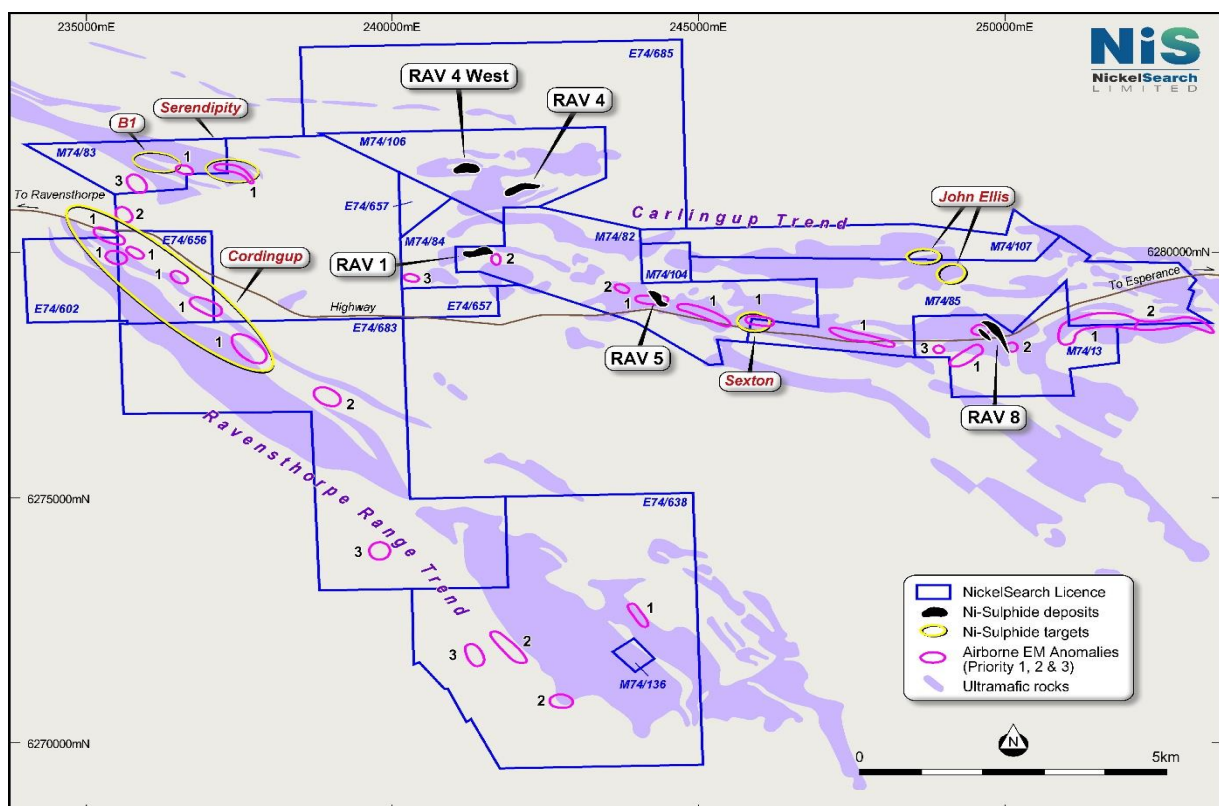 235000mE
240000mE
245000mE
250000mE
NiS
NickelSearch
LIMITED
E74/685
RAV 4 West
RAV 4
Serendipity
B1
M74/83
M74/106
1
3
1
To Ravensthorpe
2
E74/657
Carlingup Trend
John Ellis
1
E74/656
M74/84
M74/82
M74/107
6280000mN
1
1
Cordingup
RAV 1
2
M74/104
To Esperance
1
3
2
M74/85
1
1
1
1
2
E74/602
Highway
E74/657
E74/683
RAV 5
1
1
1
3
2
M74/13
1
Sexton
RAV 8
2
Ravensthorpe Range Trend
6275000mN
E74/638
3
1
2
3
M74/136
2
NickelSearch Licence
Ni-Sulphide deposits
Ni-Sulphide targets
Airborne EM Anomalies
(Priority 1, 2 & 3)
Ultramafic rocks
6270000mN
N
0
5km